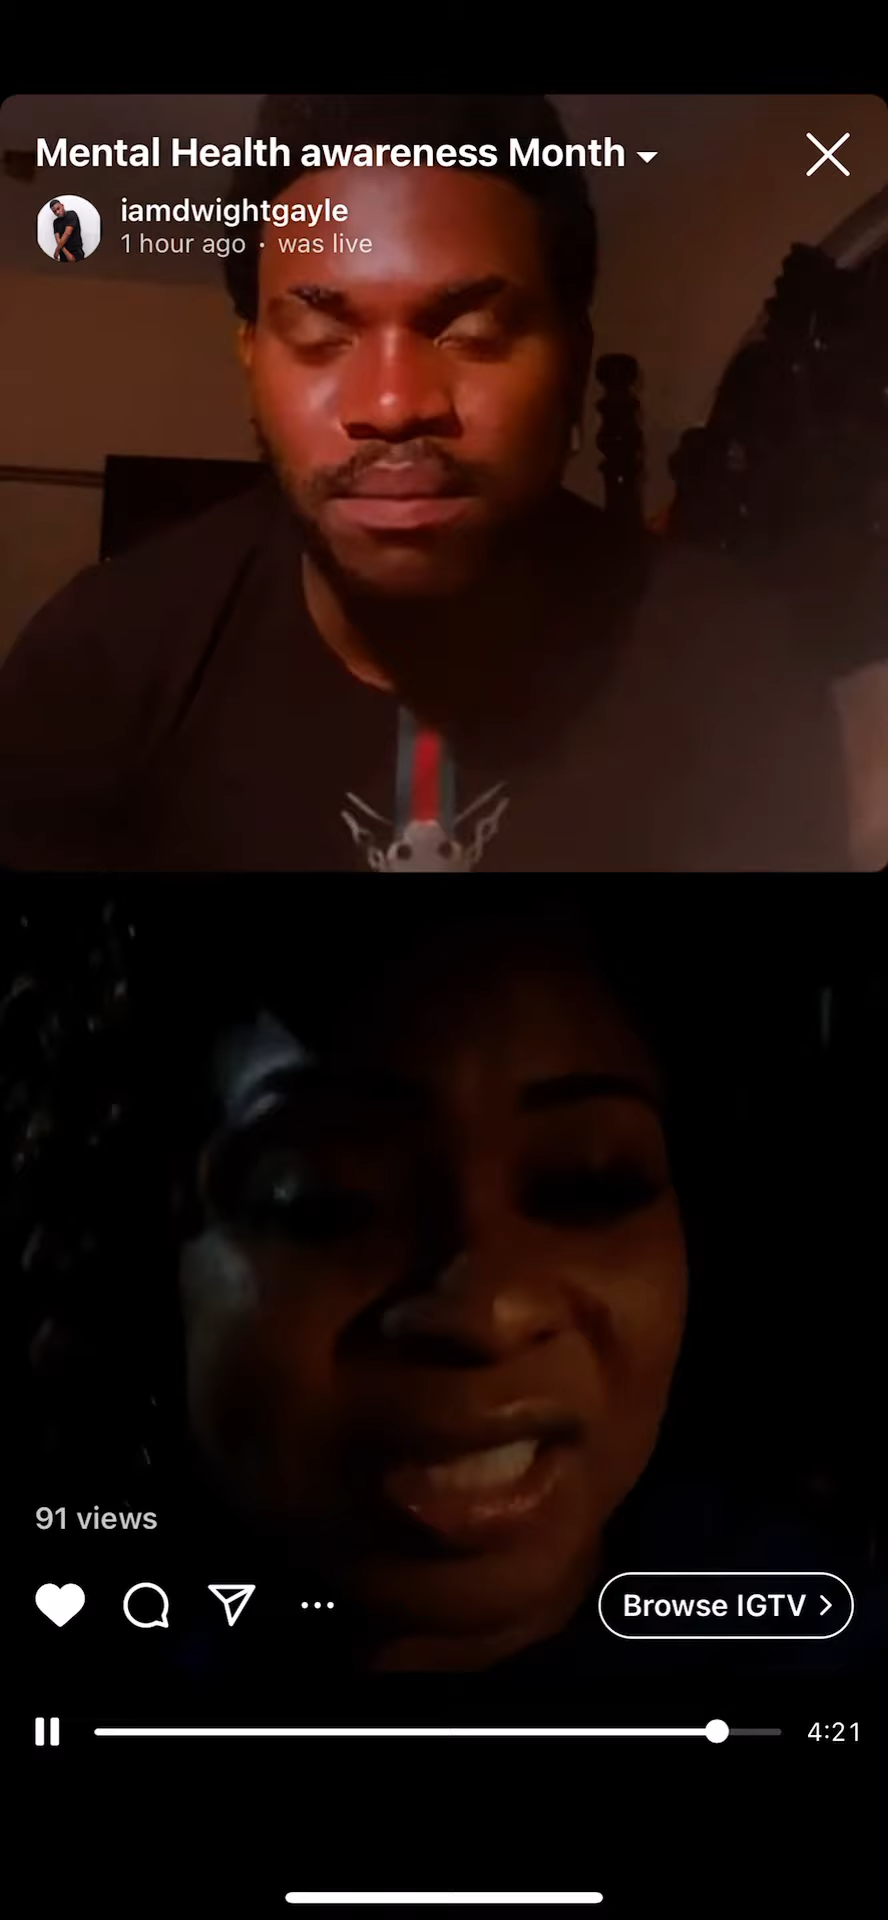 Mental Health awareness Month
iamdwightgayle
1 hour ago · was live
91 views
Browse IGTV
4:21